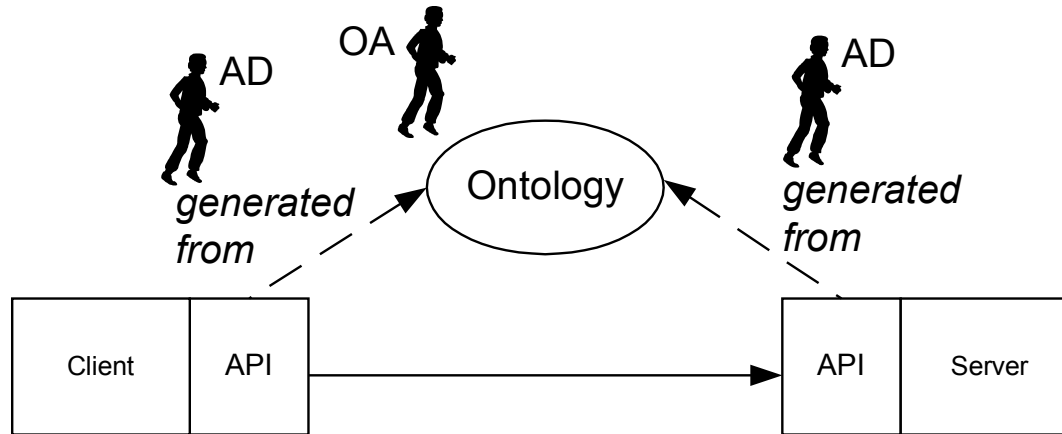 OA
AD
AD
Ontology
generated
from
generated
from
Client
API
API
Server